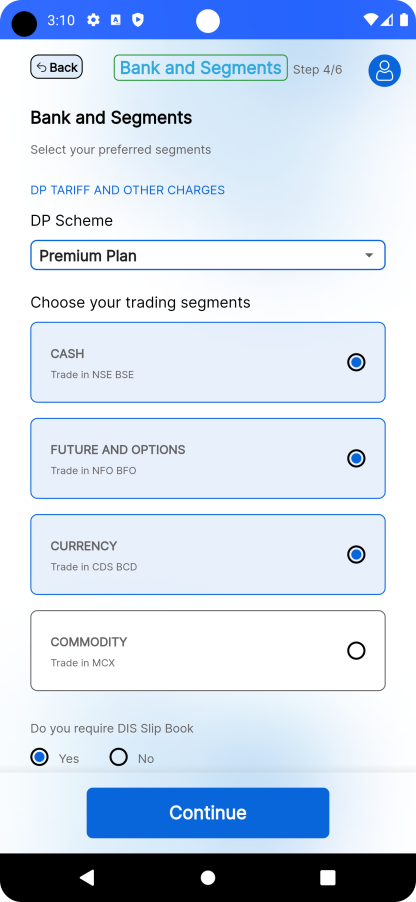 3:10
Back
Bank and Segments
Step 4/6
Bank and Segments
Select your preferred segments
DP TARIFF AND OTHER CHARGES
DP Scheme
Premium Plan
Choose your trading segments
CASH
Trade in NSE BSE
FUTURE AND OPTIONS
Trade in NFO BFO
CURRENCY
Trade in CDS BCD
COMMODITY
Trade in MCX
Do you require DIS Slip Book
Yes No
Continue